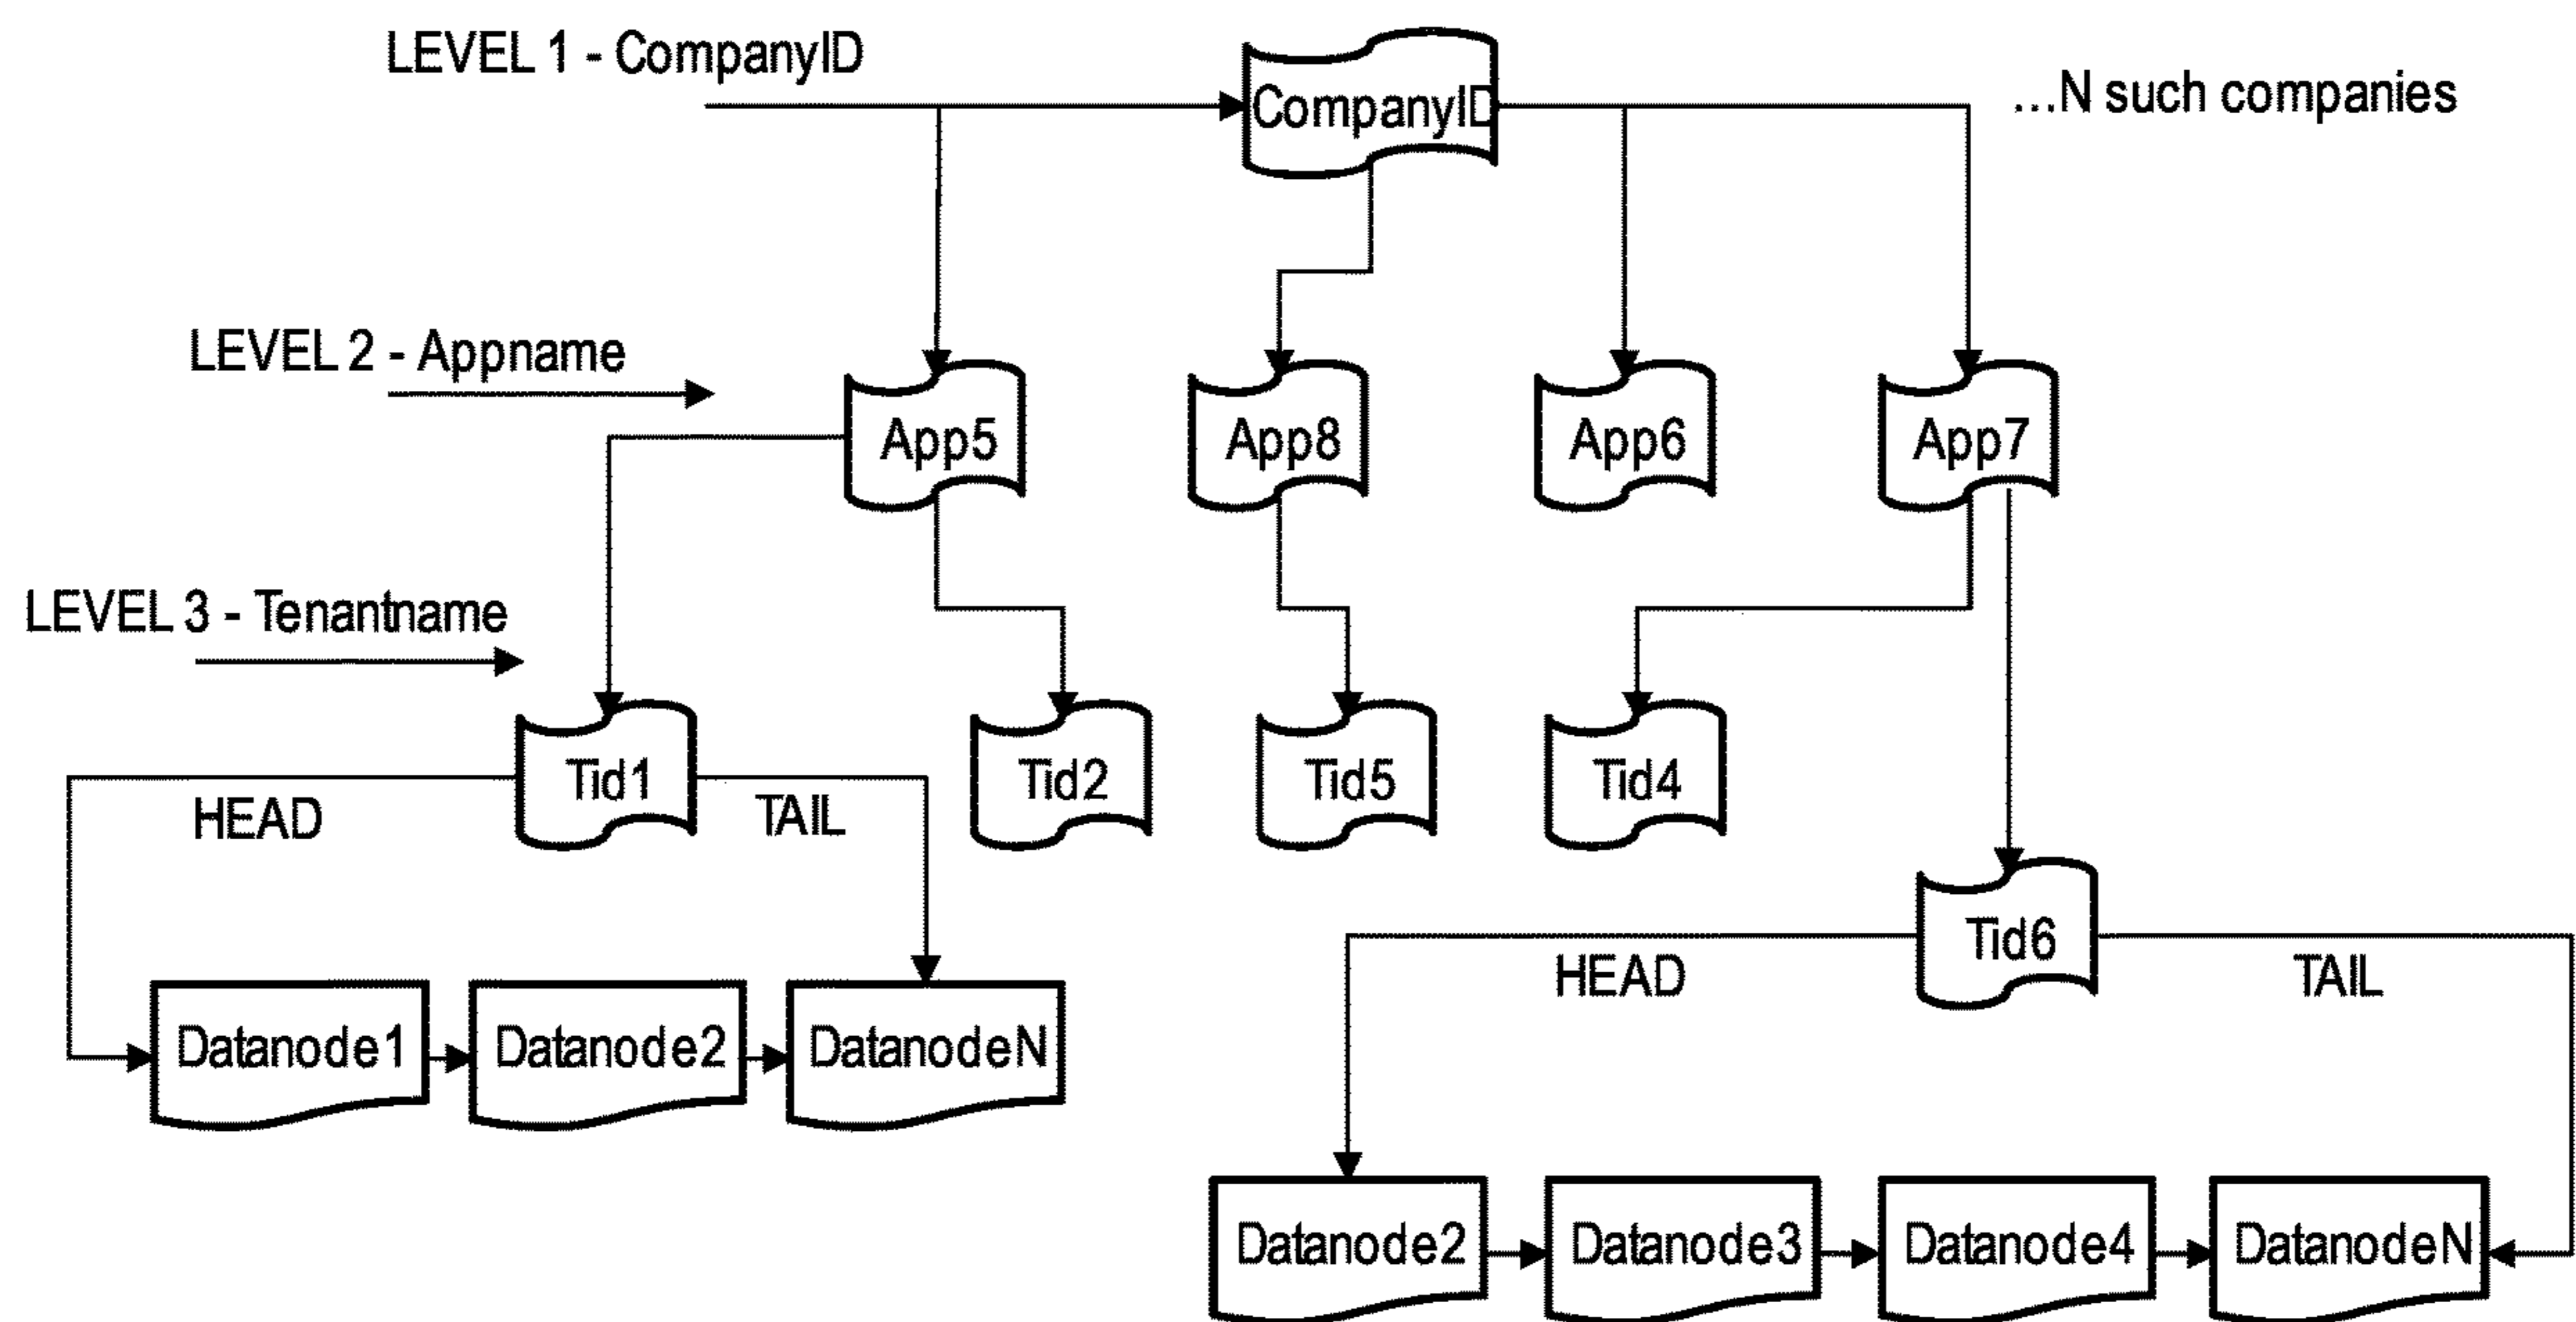 LEVEL 1 - CompanyID
CompanyID
...N such companies
LEVEL 2 - Appname
App5
App8
App6
App7
LEVEL 3 - Tenantname
Tid1
Tid2
Tid5
Tid4
HEAD
TAIL
Tid6
HEAD
TAIL
Datanode1
Datanode2
DatanodeN
Datanode2
Datanode3
Datanode4
DatanodeN